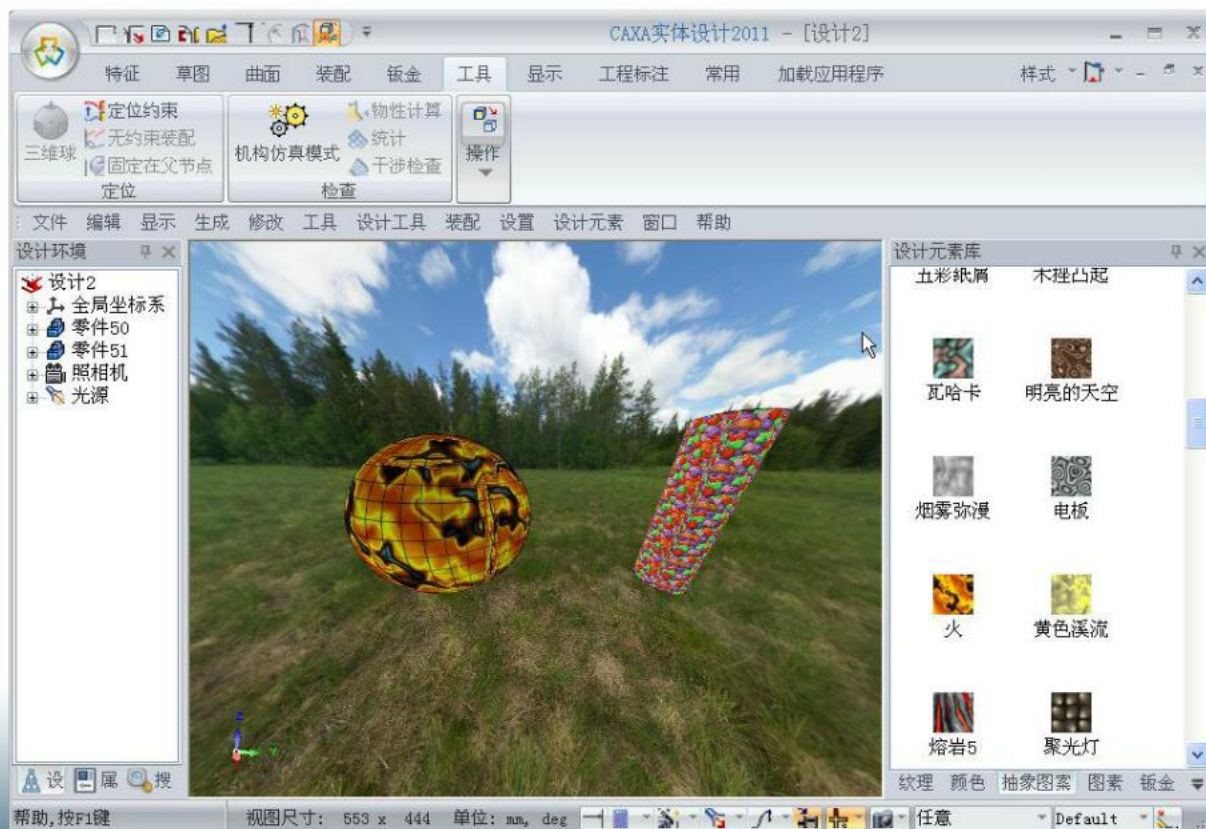 CAXA实体设计2011 - [设计2]
特征 草图 曲面 装配 钣金 工具 显示 工程标注 常用 加载应用程序 样式
定位约束 物性计算
无约束装配 统计
三维球 固定在父节点 机构仿真模式 干涉检查 操作
定位 检查
文件 编辑 显示 生成 修改 工具 设计工具 装配 设置 设计元素 窗口 帮助
设计环境
设计2
全局坐标系
零件50
零件51
照相机
光源
设 属 搜
Z
Y
设计元素库
五彩纸屑 木挫凸起
瓦哈卡 明亮的天空
烟雾弥漫 电板
火 黄色溪流
熔岩5 聚光灯
纹理 颜色 抽象图案 图素 钣金
帮助,按F1键 视图尺寸: 553 x 444 单位: mm, deg 任意 Default